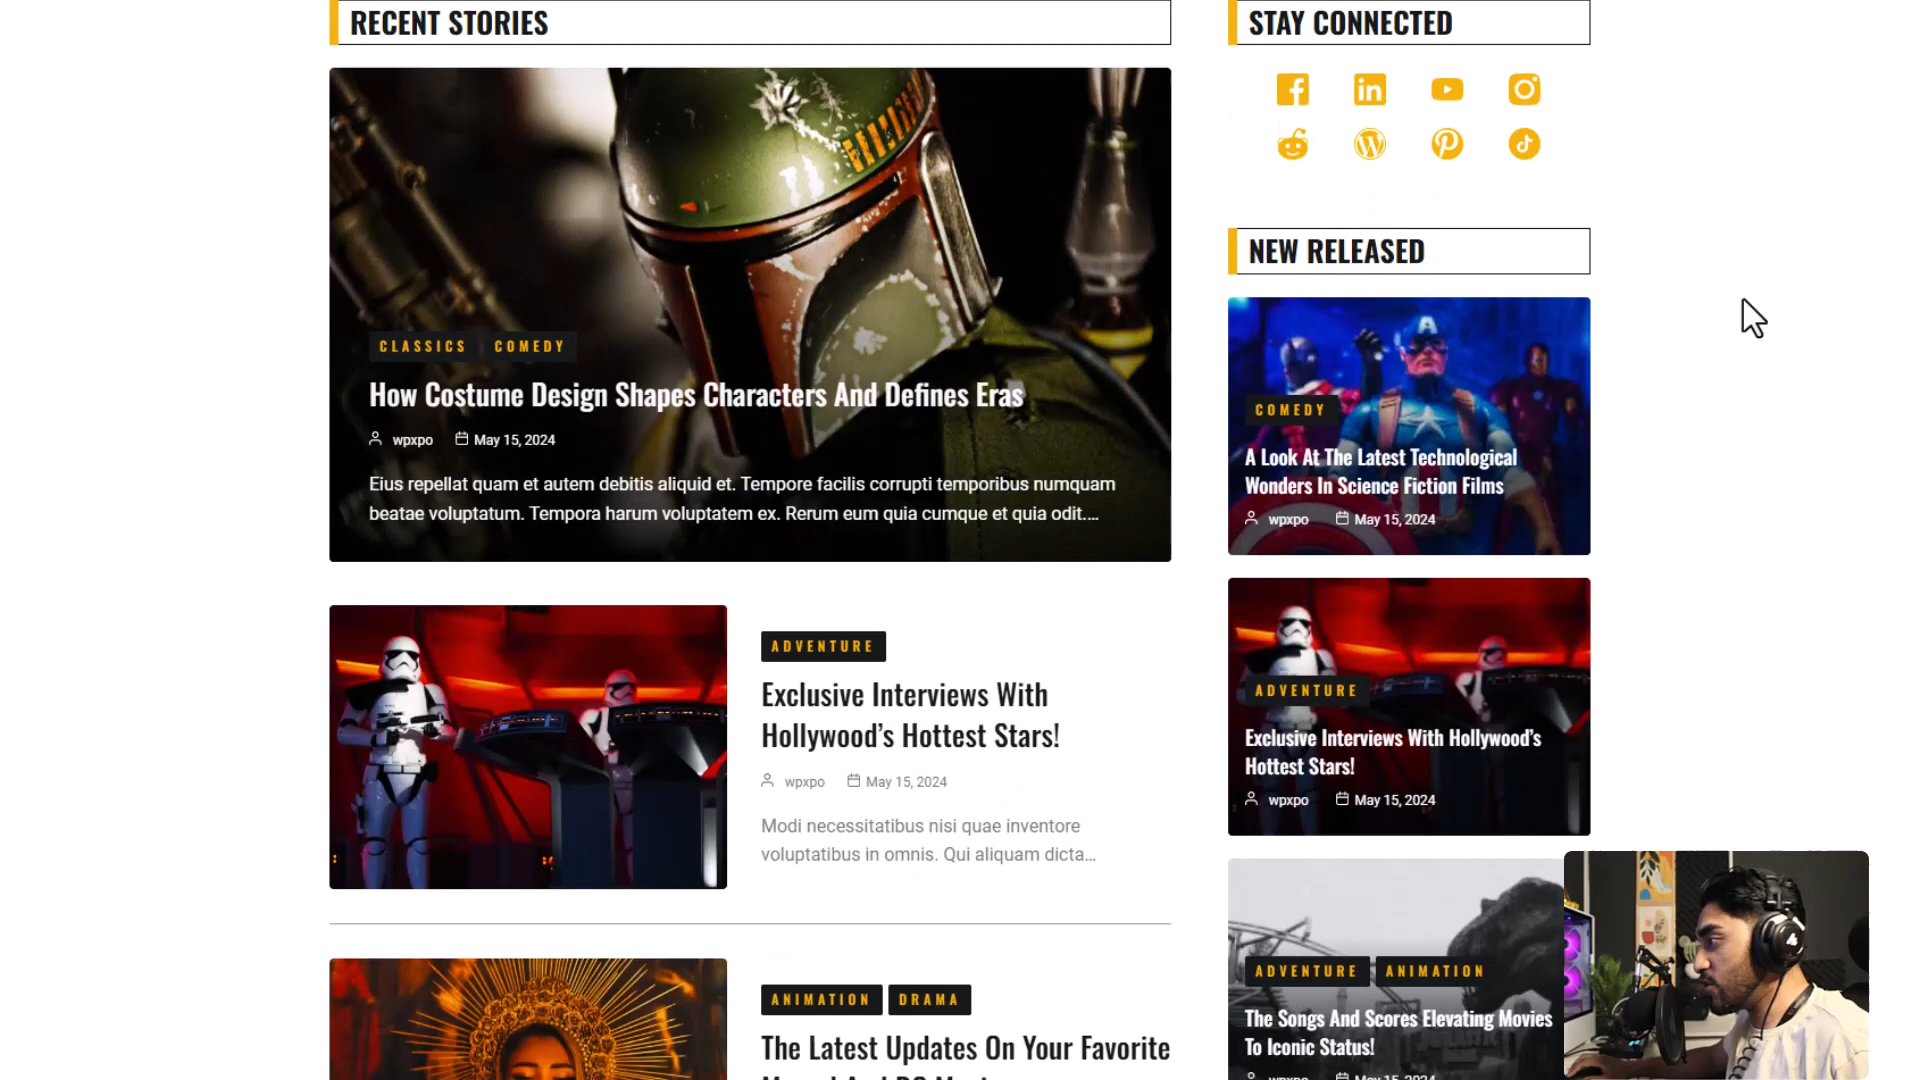 RECENT STORIES
CLASSICS COMEDY
How Costume Design Shapes Characters And Defines Eras
wpxpo May 15, 2024
Eius repellat quam et autem debitis aliquid et. Tempore facilis corrupti temporibus numquam
beatae voluptatum. Tempora harum voluptatem ex. Rerum eum quia cumque et quia odit....
ADVENTURE
Exclusive Interviews With
Hollywood’s Hottest Stars!
wpxpo May 15, 2024
Modi necessitatibus nisi quae inventore
voluptatibus in omnis. Qui aliquam dicta...
ANIMATION DRAMA
The Latest Updates On Your Favorite
STAY CONNECTED
NEW RELEASED
COMEDY
A Look At The Latest Technological
Wonders In Science Fiction Films
wpxpo May 15, 2024
ADVENTURE
Exclusive Interviews With Hollywood’s
Hottest Stars!
wpxpo May 15, 2024
ADVENTURE ANIMATION
The Songs And Scores Elevating Movies
To Iconic Status!
wpxpo May 15, 2024